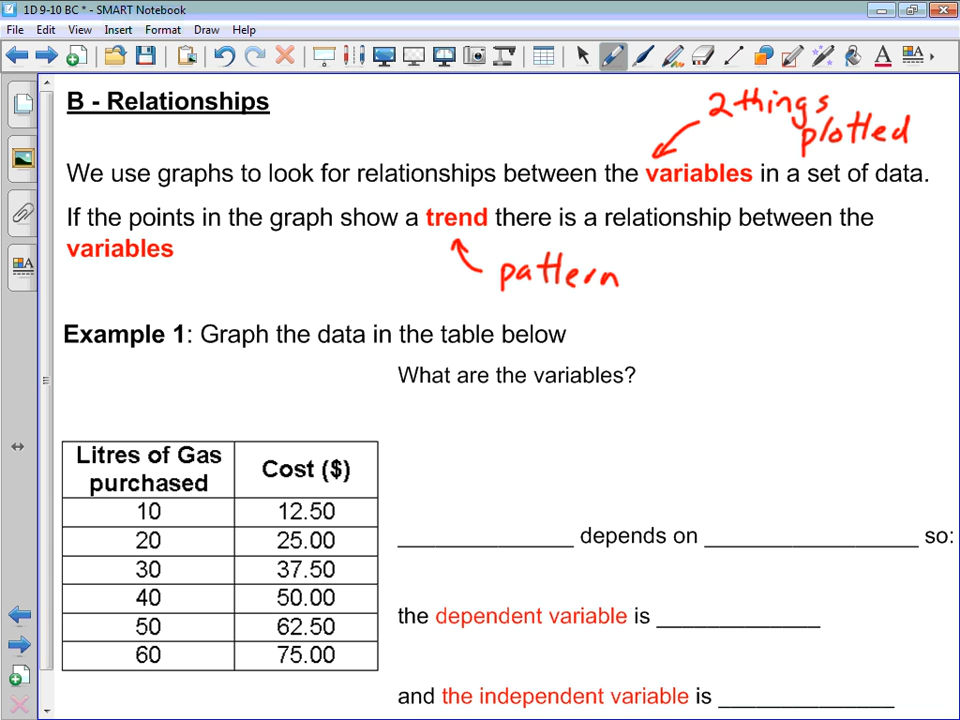 1D 9-10 BC * - SMART Notebook
File Edit View Insert Format Draw Help
B - Relationships
2 things
plotted
We use graphs to look for relationships between the variables in a set of data.
If the points in the graph show a trend there is a relationship between the
variables
pattern
Example 1: Graph the data in the table below
What are the variables?
Litres of Gas
purchased
Cost ($)
10 12.50
20 25.00
30 37.50
40 50.00
50 62.50
60 75.00
______________ depends on _________________ so:
the dependent variable is _____________
and the independent variable is ______________